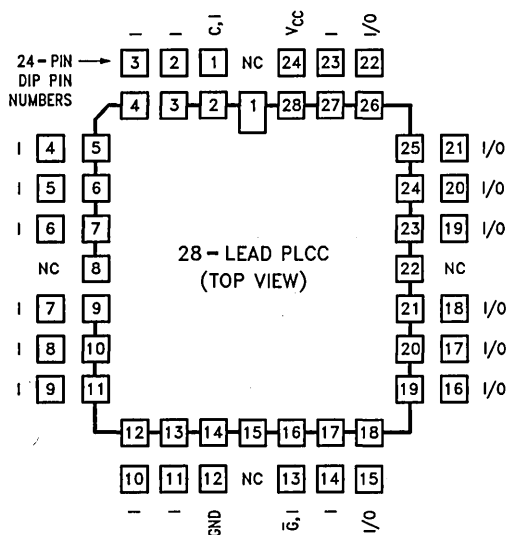 I I C,I VCC I I/O
24-PIN DIP PIN NUMBERS 3 2 1 NC 24 23 22
4 3 2 1 28 27 26
I 4 5 25 21 I/O
I 5 6 24 20 I/O
I 6 7 23 19 I/O
NC 8 22 NC
28-LEAD PLCC
(TOP VIEW)
I 7 9 21 18 I/O
I 8 10 20 17 I/O
I 9 11 19 16 I/O
12 13 14 15 16 17 18
10 11 12 NC 13 14 15
I I GND G,I I I/O